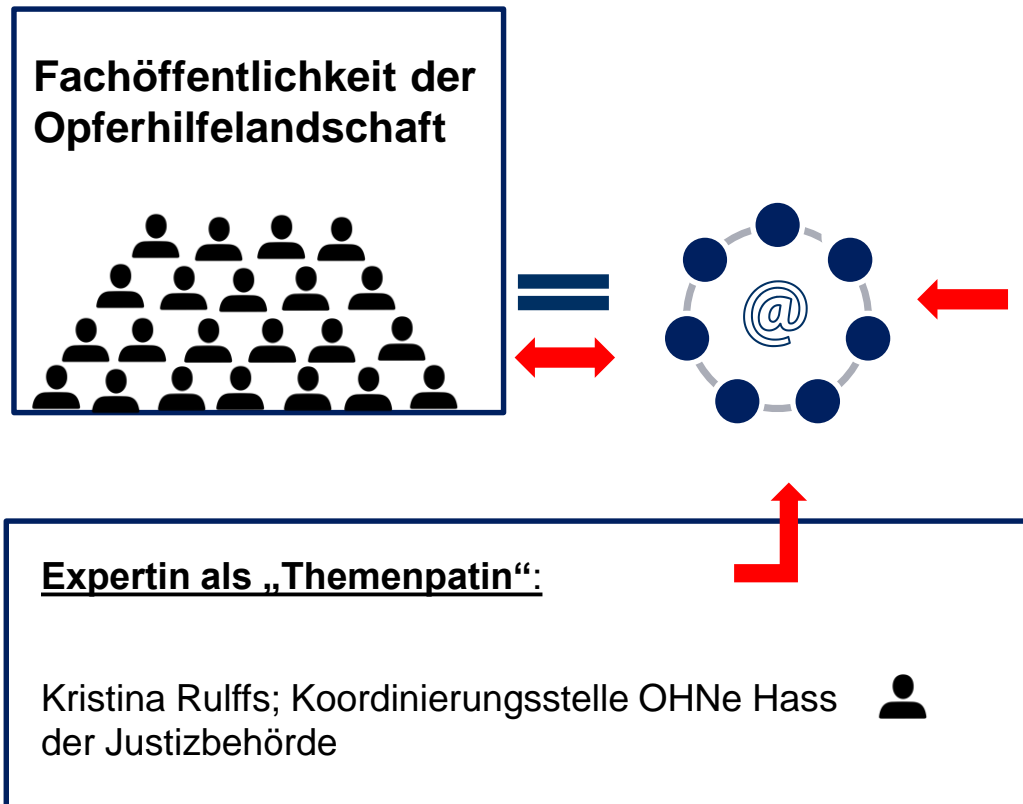 Fachöffentlichkeit der
Opferhilfelandschaft
@
Expertin als „Themenpatin“:
Kristina Rulffs; Koordinierungsstelle OHNe Hass
der Justizbehörde